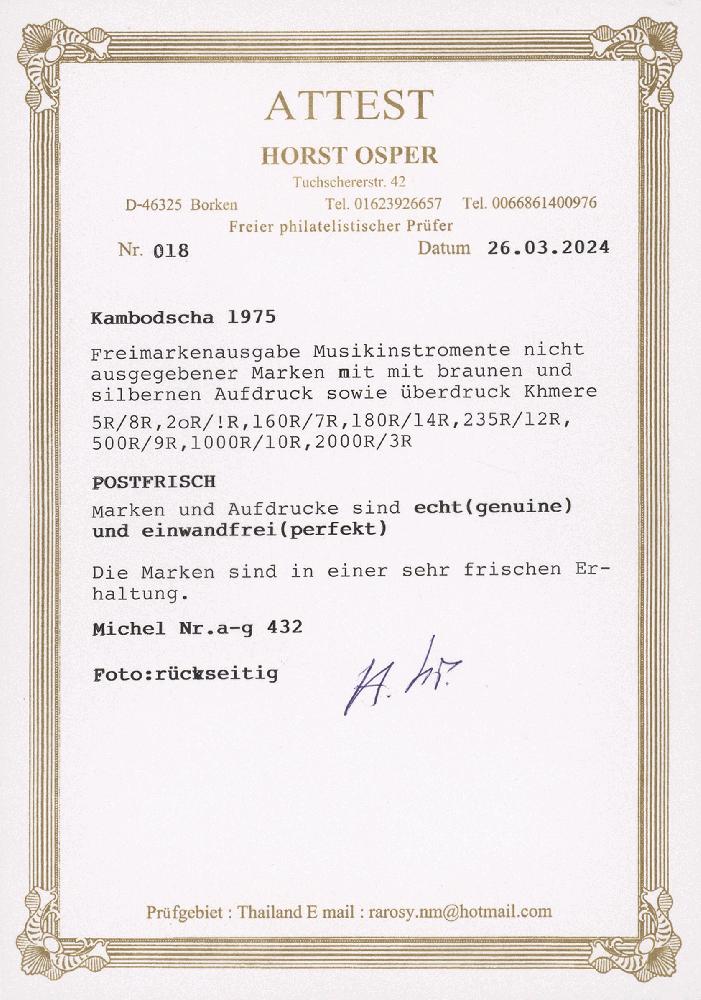 ATTEST
HORST OSPER
Tuchschererstr. 42
D-46325 Borken Tel. 01623926657 Tel. 0066861400976
Freier philatelistischer Prüfer
Nr. 018 Datum 26.03.2024
Kambodscha 1975
Freimarkenausgabe Musikinstromente nicht
ausgegebener Marken mit mit braunen und
silbernen Aufdruck sowie überdruck Khmere
5R/8R,2oR/!R,160R/7R,180R/14R,235R/12R,
500R/9R,1000R/10R,2000R/3R
POSTFRISCH
Marken und Aufdrucke sind echt(genuine)
und einwandfrei(perfekt)
Die Marken sind in einer sehr frischen Er-
haltung.
Michel Nr.a-g 432
Foto:rückseitig
Prüfgebiet : Thailand E mail : rarosy.nm@hotmail.com